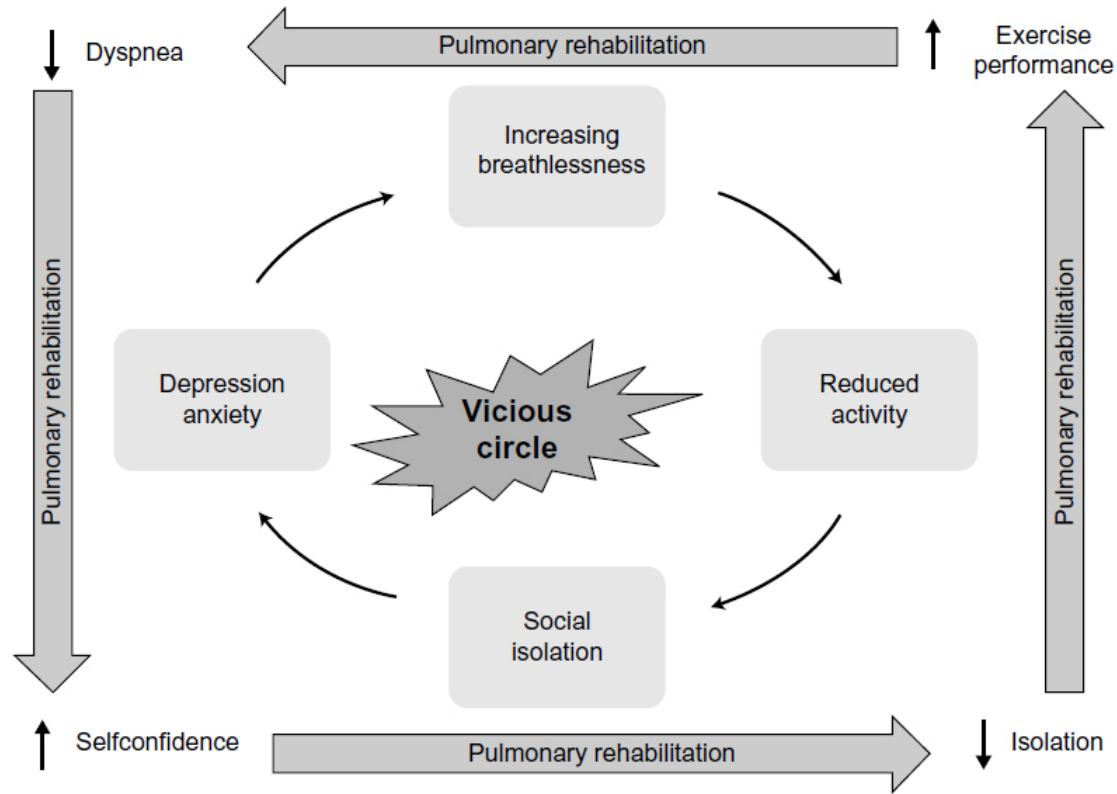 Dyspnea
Pulmonary rehabilitation
Exercise
performance
Increasing
breathlessness
Pulmonary rehabilitation
Depression
anxiety
Vicious
circle
Reduced
activity
Pulmonary rehabilitation
Social
isolation
Selfconfidence
Pulmonary rehabilitation
Isolation